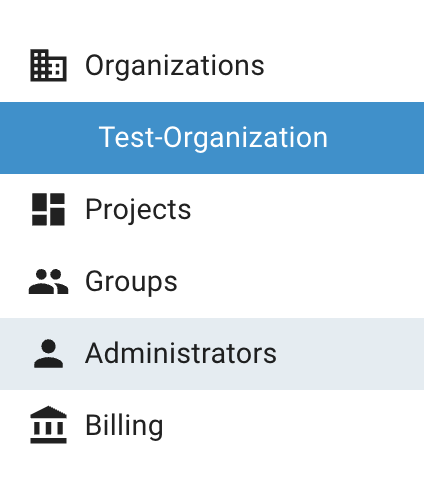 Organizations
Test-Organization
Projects
Groups
Administrators
Billing